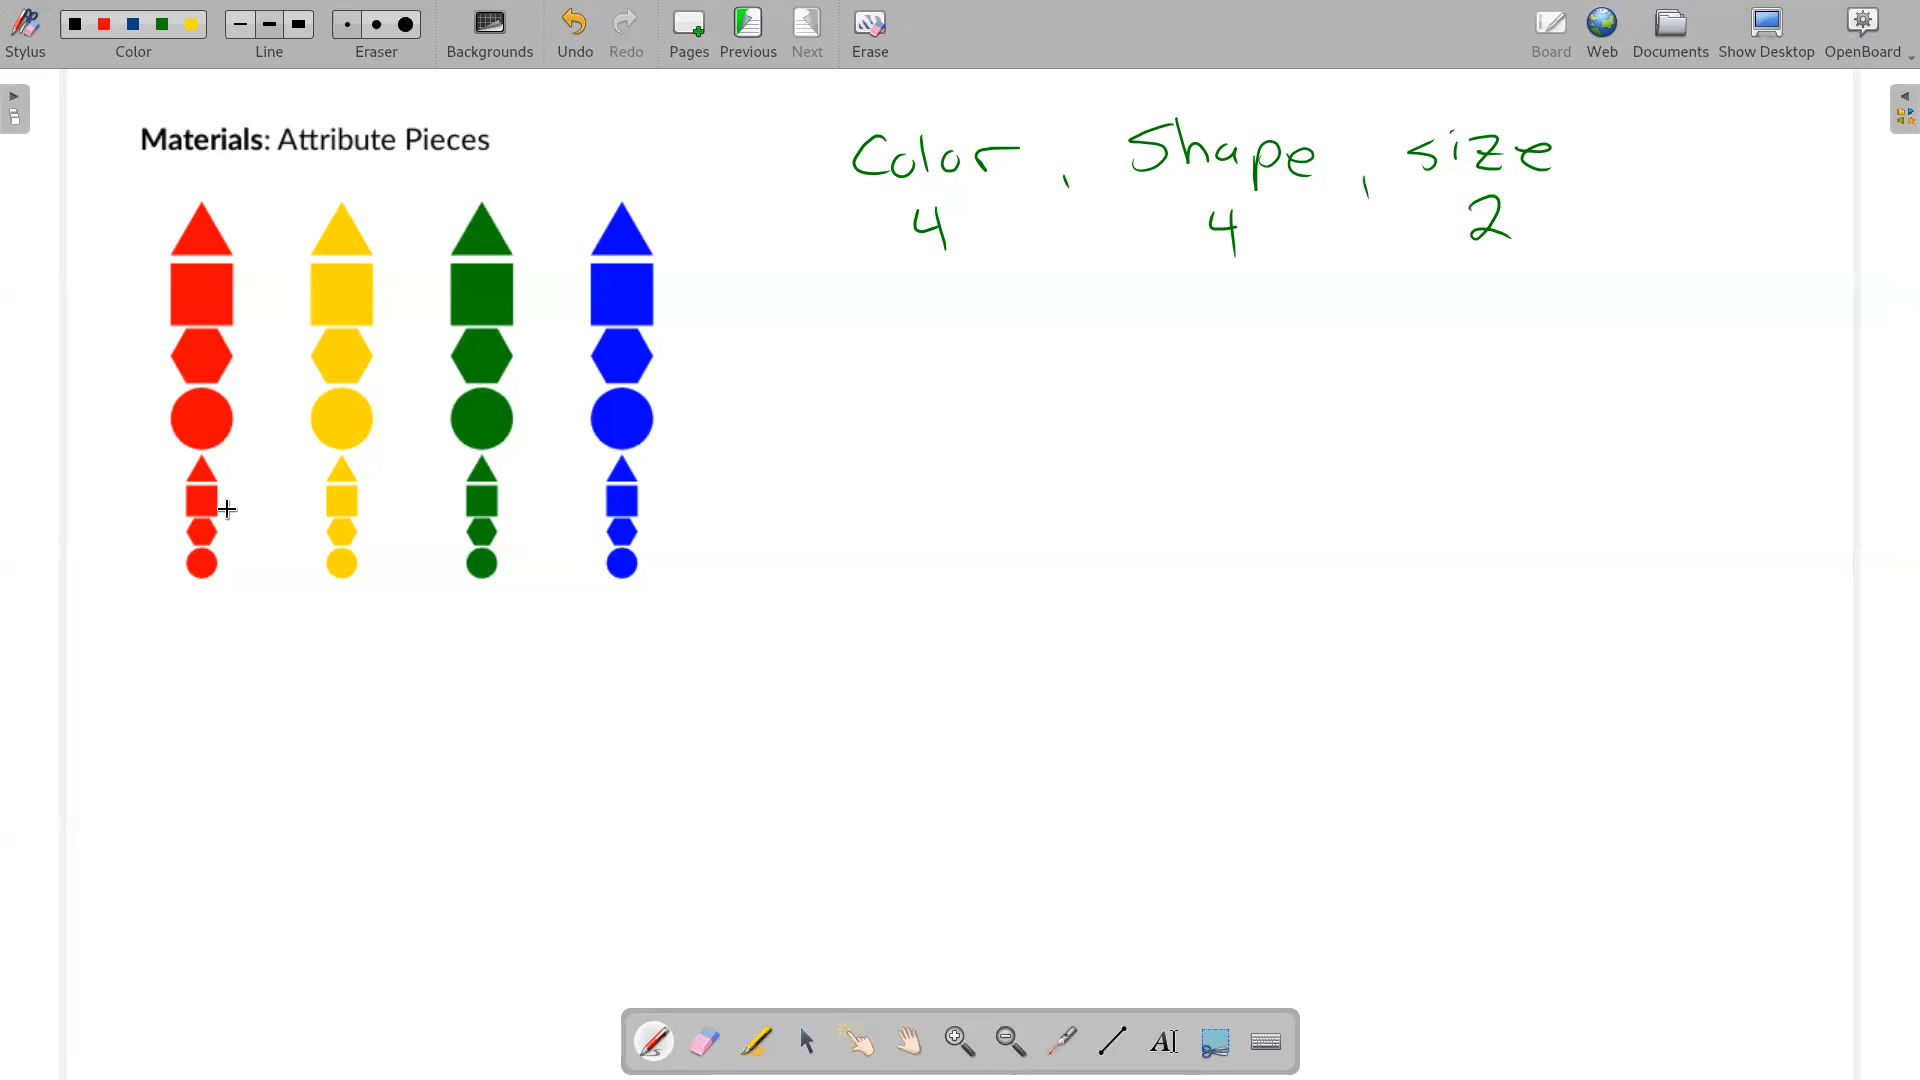 Stylus Color Line Eraser Backgrounds Undo Redo Pages Previous Next Erase Board Web Documents Show Desktop OpenBoard
Materials: Attribute Pieces
Color, Shape, size
4 4 2
AI